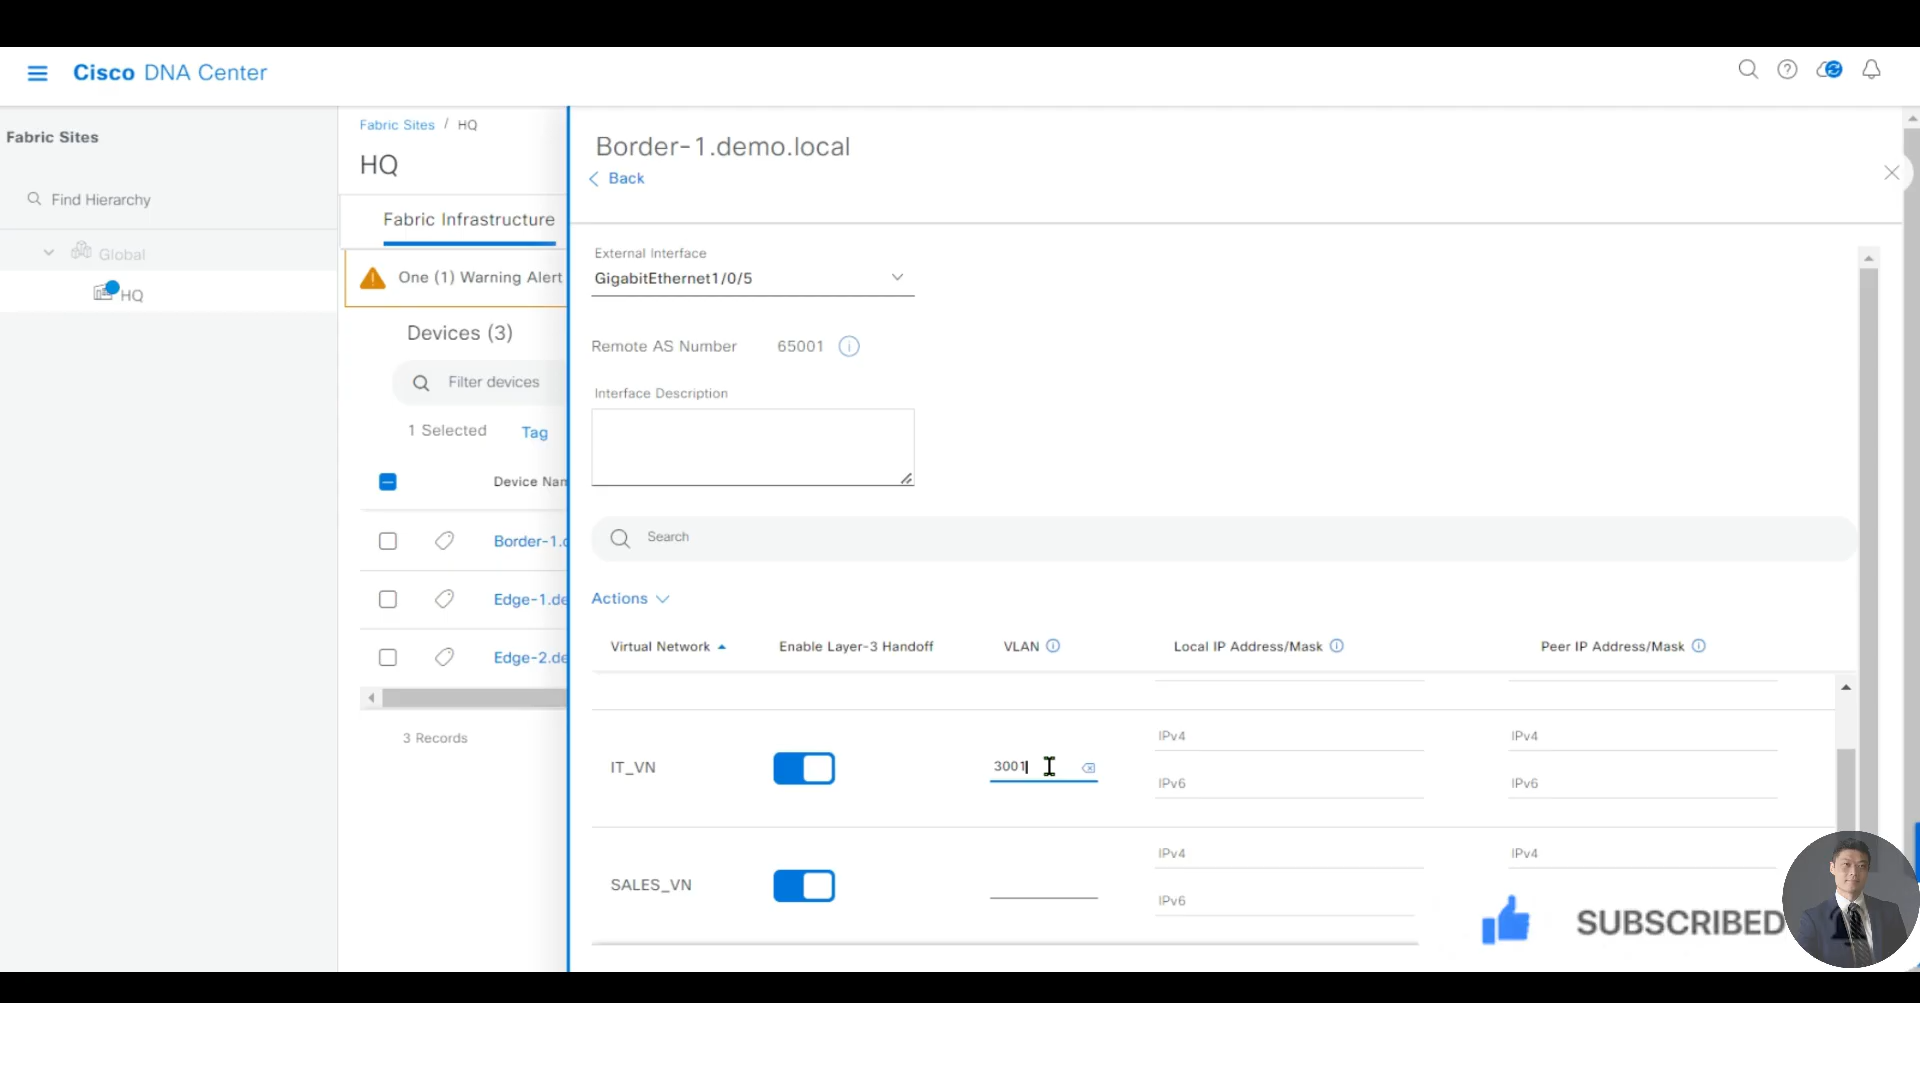 Cisco DNA Center
Fabric Sites
Find Hierarchy
Global
HQ
Fabric Sites / HQ
HQ
Fabric Infrastructure
One (1) Warning Alert
Devices (3)
Filter devices
1 Selected Tag
Device Nam
Border-1.d
Edge-1.de
Edge-2.de
3 Records
Border-1.demo.local
Back
External Interface
GigabitEthernet1/0/5
Remote AS Number 65001
Interface Description
Search
Actions
Virtual Network Enable Layer-3 Handoff VLAN Local IP Address/Mask Peer IP Address/Mask
IPv4 IPv4
IT_VN 3001
IPv6 IPv6
IPv4 IPv4
SALES_VN
IPv6
SUBSCRIBED